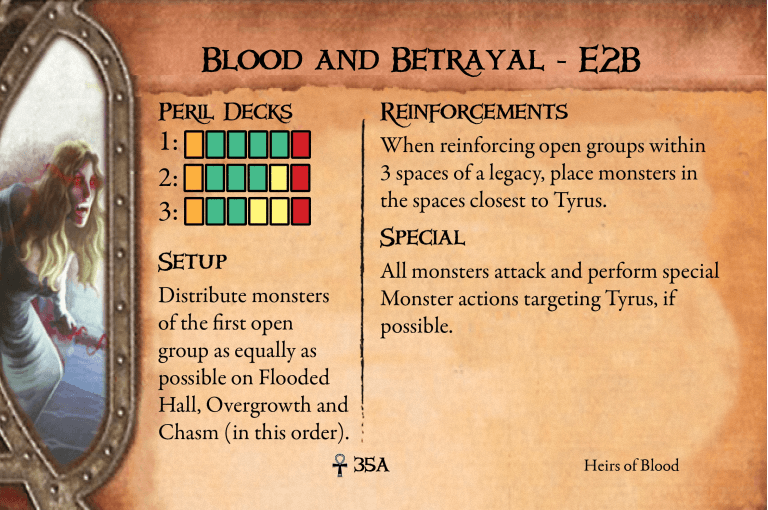 Blood and Betrayal - E2B
Peril Decks
1:
2:
3:
Setup
Distribute monsters
of the first open
group as equally as
possible on Flooded
Hall, Overgrowth and
Chasm (in this order).
Reinforcements
When reinforcing open groups within
3 spaces of a legacy, place monsters in
the spaces closest to Tyrus.
Special
All monsters attack and perform special
Monster actions targeting Tyrus, if
possible.
35A
Heirs of Blood